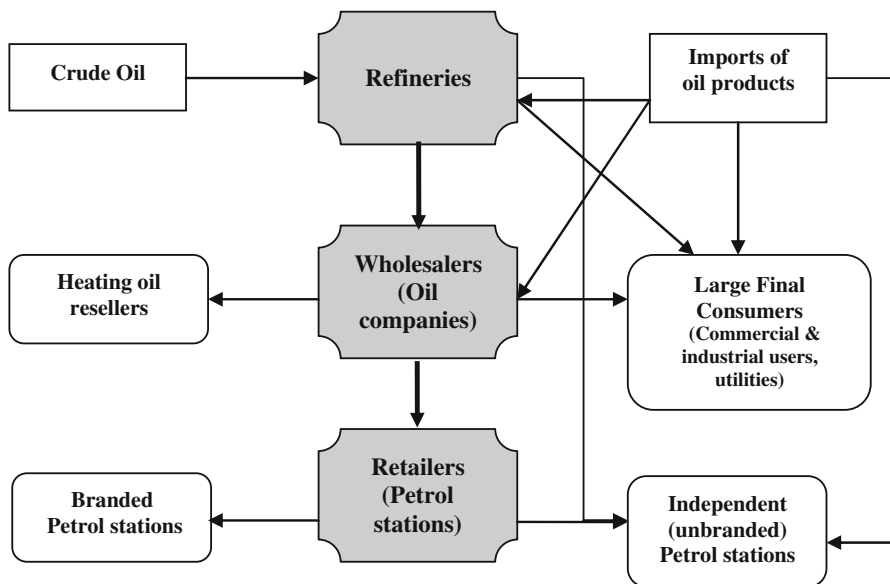 Crude Oil
Refineries
Imports of
oil products
Heating oil
resellers
Wholesalers
(Oil
companies)
Large Final
Consumers
(Commercial &
industrial users,
utilities)
Branded
Petrol stations
Retailers
(Petrol
stations)
Independent
(unbranded)
Petrol stations